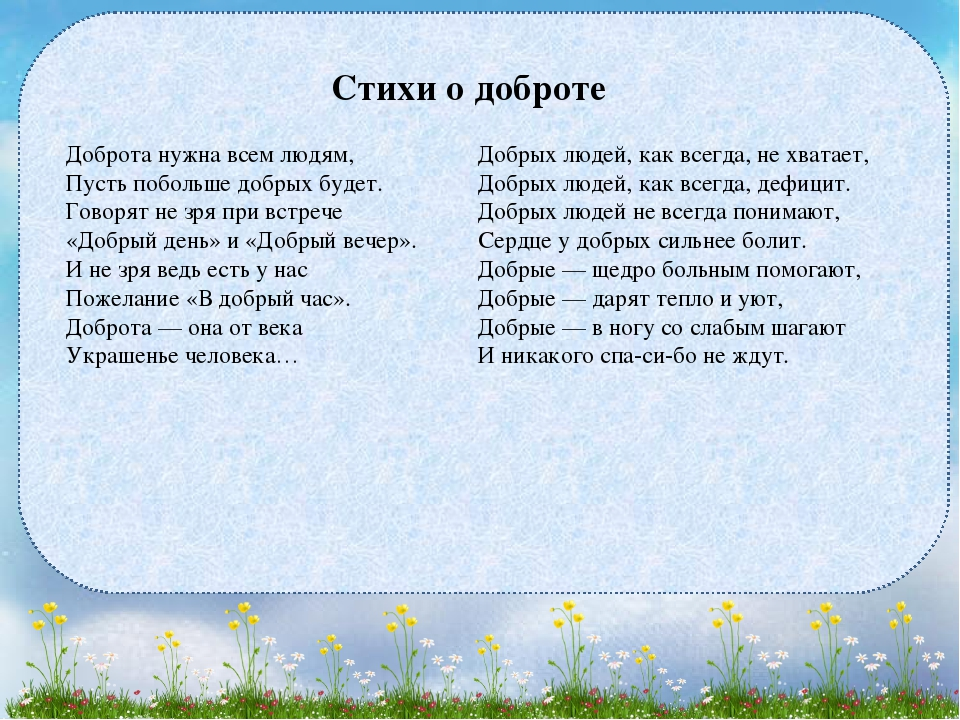 Стихи о доброте
Доброта нужна всем людям,
Пусть побольше добрых будет.
Говорят не зря при встрече
«Добрый день» и «Добрый вечер».
И не зря ведь есть у нас
Пожелание «В добрый час».
Доброта — она от века
Украшенье человека…
Добрых людей, как всегда, не хватает,
Добрых людей, как всегда, дефицит.
Добрых людей не всегда понимают,
Сердце у добрых сильнее болит.
Добрые — щедро больным помогают,
Добрые — дарят тепло и уют,
Добрые — в ногу со слабым шагают
И никакого спа-си-бо не ждут.